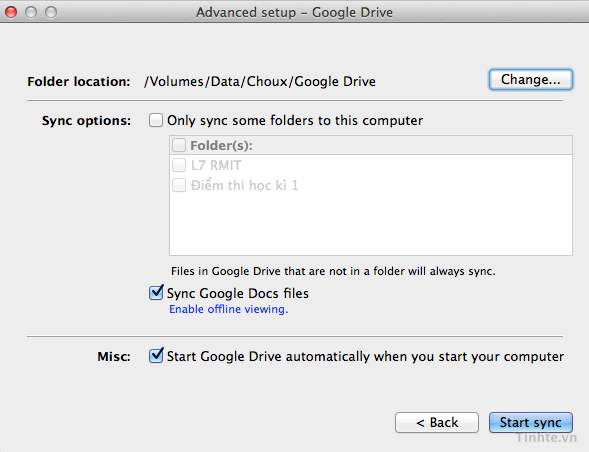 Advanced setup – Google Drive
Folder location: /Volumes/Data/Choux/Google Drive Change...
Sync options: Only sync some folders to this computer
Folder(s):
L7 RMIT
Điểm thi học kì 1
Files in Google Drive that are not in a folder will always sync.
Sync Google Docs files
Enable offline viewing.
Misc: Start Google Drive automatically when you start your computer
< Back Start sync
Tinhte.vn